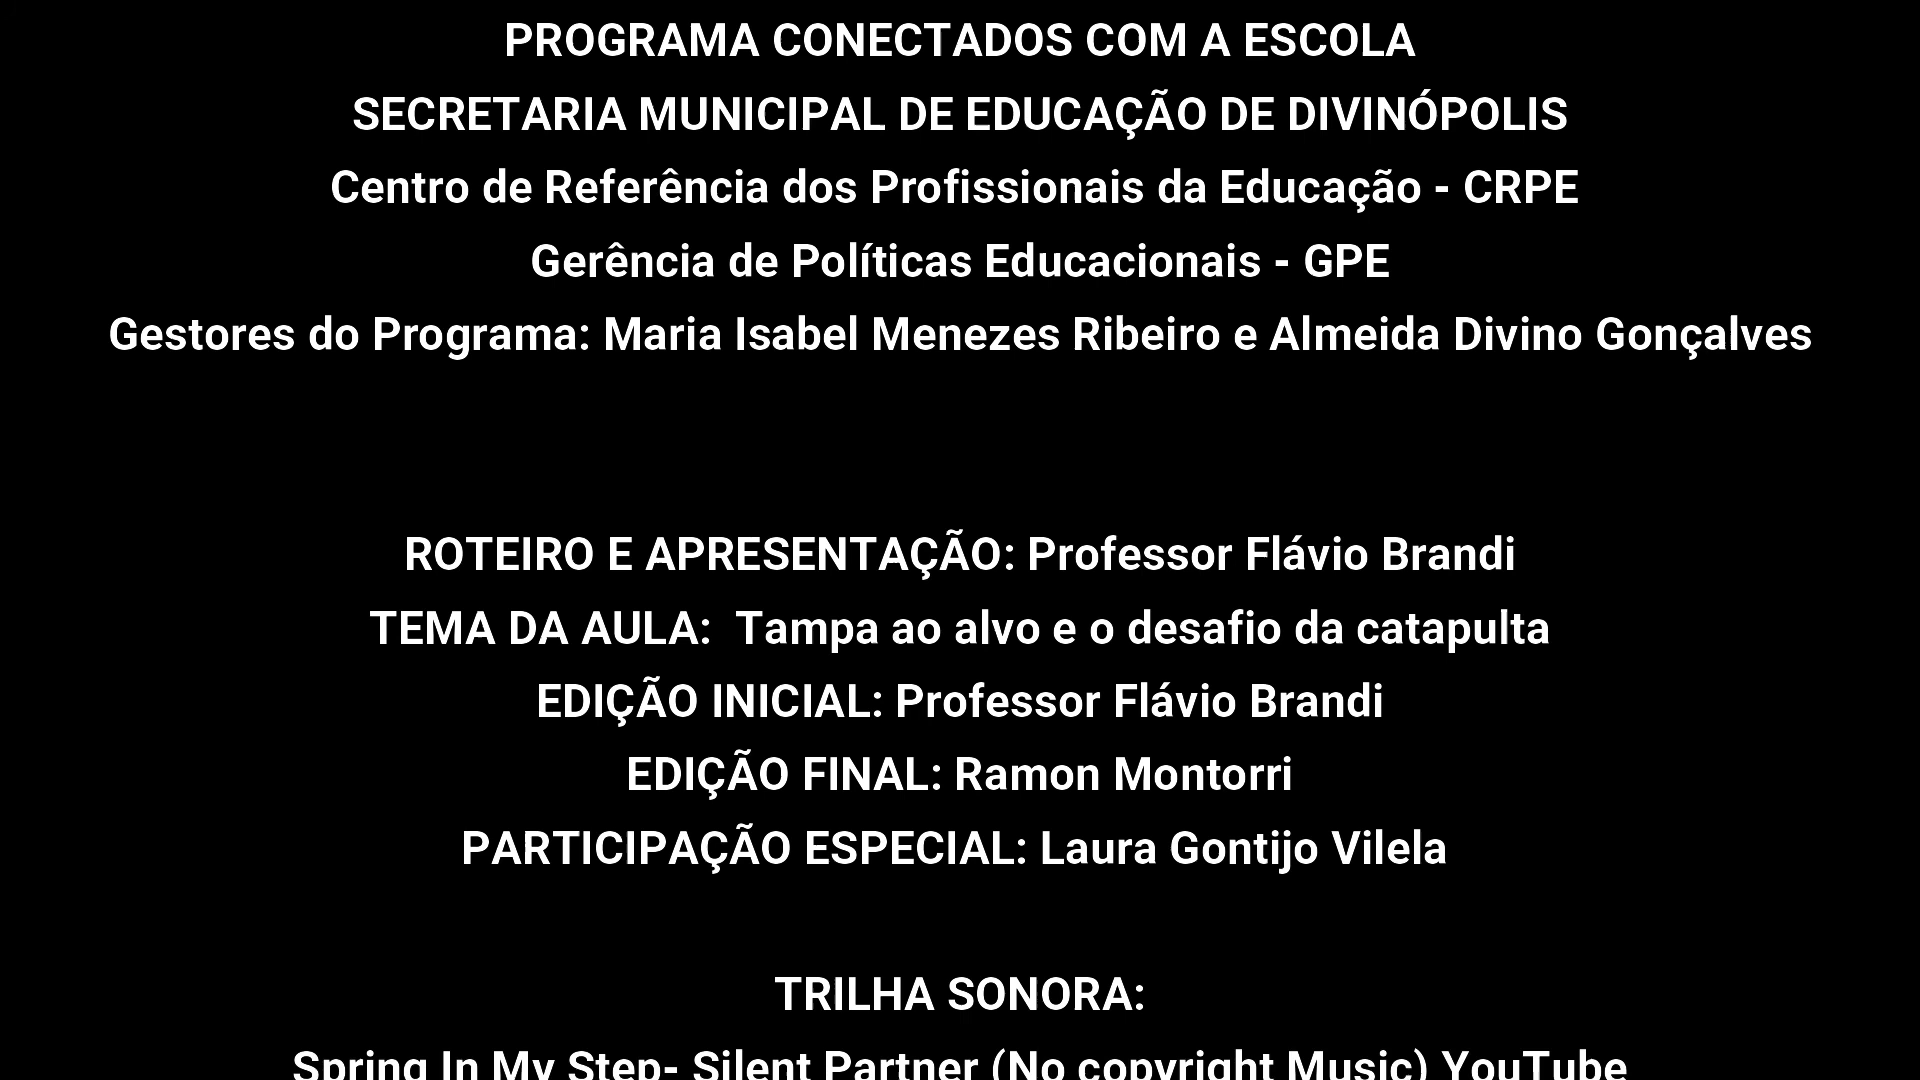 PROGRAMA CONECTADOS COM A ESCOLA
SECRETARIA MUNICIPAL DE EDUCAÇÃO DE DIVINÓPOLIS
Centro de Referência dos Profissionais da Educação - CRPE
Gerência de Políticas Educacionais - GPE
Gestores do Programa: Maria Isabel Menezes Ribeiro e Almeida Divino Gonçalves
ROTEIRO E APRESENTAÇÃO: Professor Flávio Brandi
TEMA DA AULA:  Tampa ao alvo e o desafio da catapulta
EDIÇÃO INICIAL: Professor Flávio Brandi
EDIÇÃO FINAL: Ramon Montorri
PARTICIPAÇÃO ESPECIAL: Laura Gontijo Vilela
TRILHA SONORA:
Spring In My Step- Silent Partner (No copyright Music) YouTube